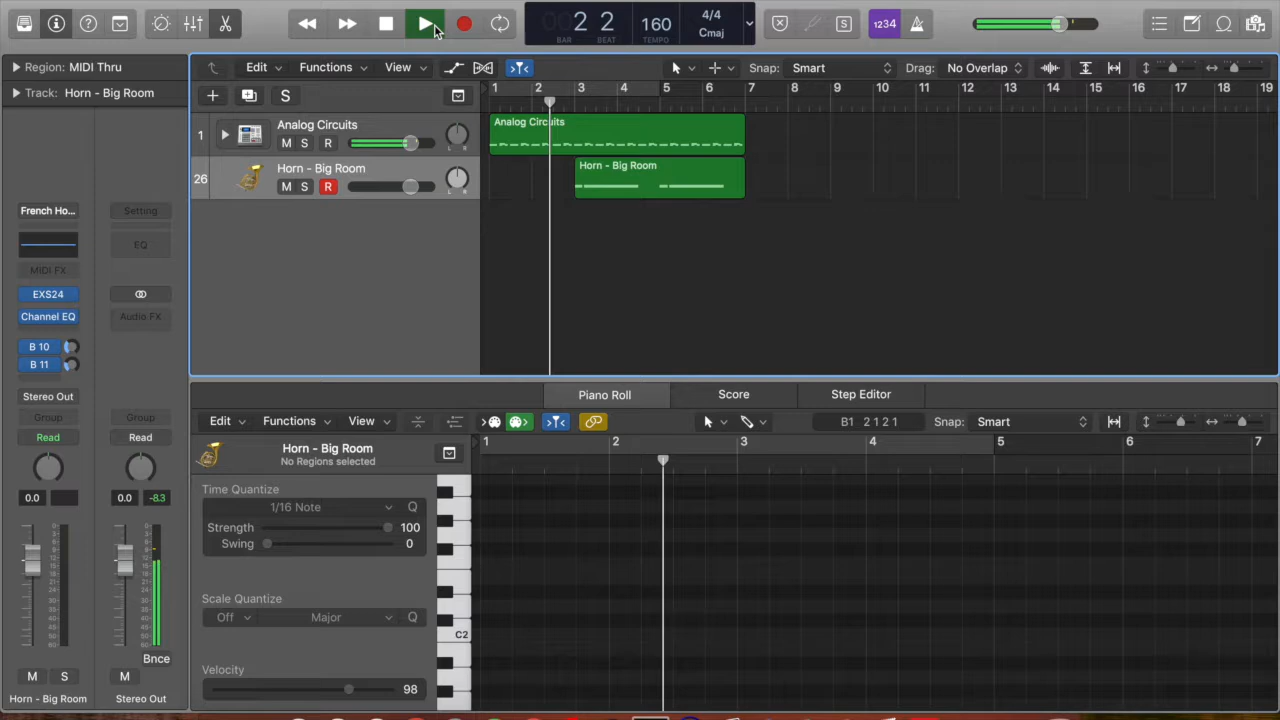 2 2 160 4/4 Cmaj
BAR BEAT TEMPO
S 1234
Region: MIDI Thru
Track: Horn - Big Room
Edit Functions View Snap: Smart Drag: No Overlap
S
1 2 3 4 5 6 7 8 9 10 11 12 13 14 15 16 17 18 19
1 Analog Circuits
M S R L R
Analog Circuits
26 Horn - Big Room
M S R L R
Horn - Big Room
French Ho... Setting
EQ
MIDI FX
EXS24
Channel EQ Audio FX
B 10
B 11
Stereo Out
Group Group
Read Read
0.0 0.0 -8.3
Bnce
M S M
Horn - Big Room Stereo Out
Piano Roll Score Step Editor
Edit Functions View B1 2 1 2 1 Snap: Smart
1 2 3 4 5 6 7
Horn - Big Room
No Regions selected
Time Quantize
1/16 Note Q
Strength 100
Swing 0
Scale Quantize
Off Major Q
C2
Velocity
98